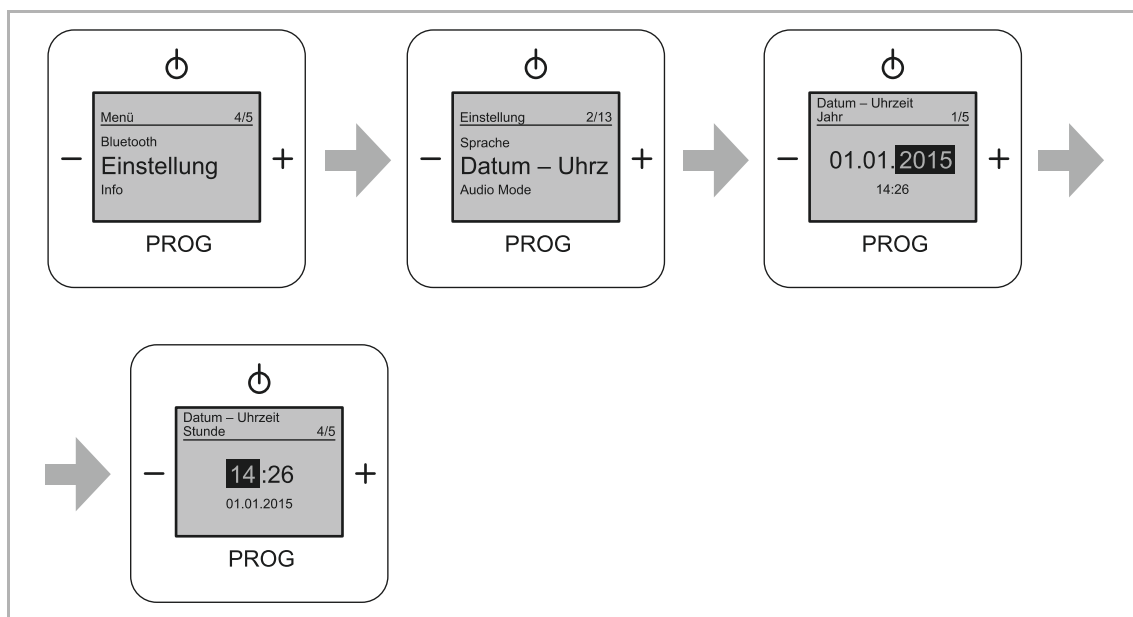 Menü 4/5
Bluetooth
– Einstellung +
Info
PROG
Einstellung 2/13
Sprache
– Datum – Uhrz +
Audio Mode
PROG
Datum – Uhrzeit
Jahr 1/5
– 01.01.2015 +
14:26
PROG
Datum – Uhrzeit
Stunde 4/5
– 14:26 +
01.01.2015
PROG